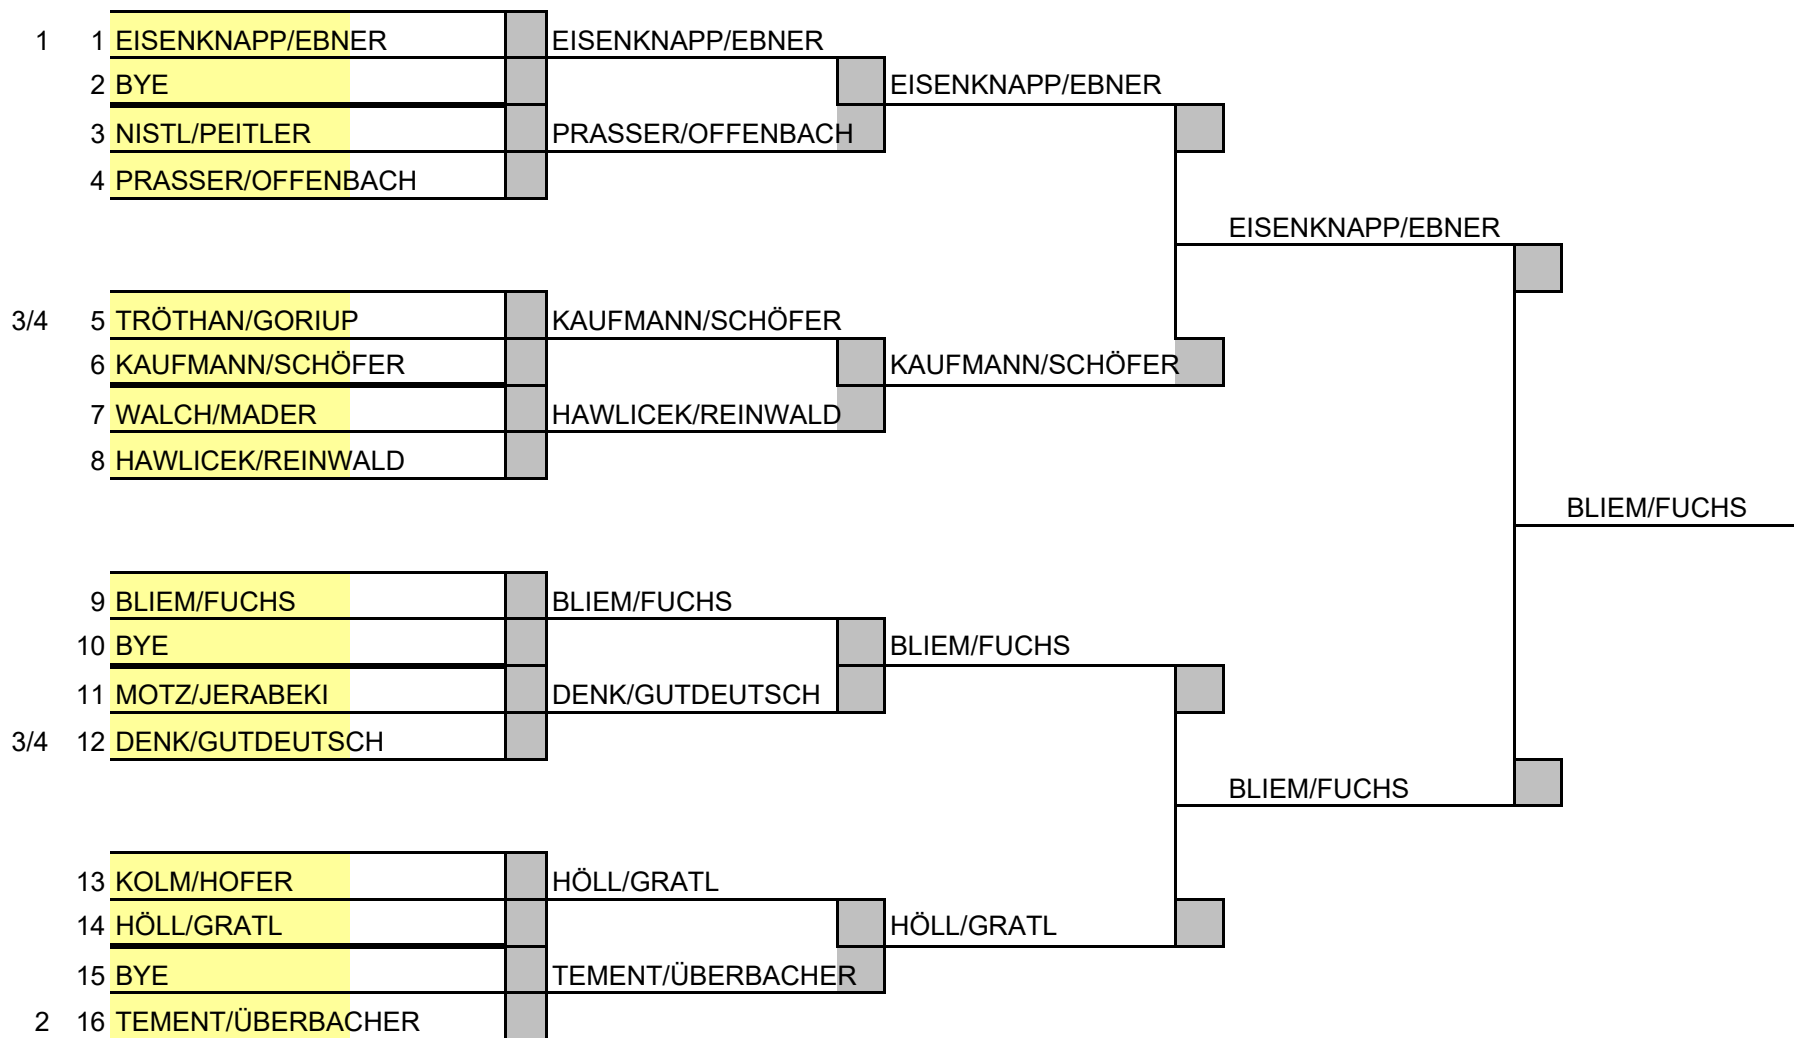 1 1 EISENKNAPP/EBNER EISENKNAPP/EBNER
2 BYE EISENKNAPP/EBNER
3 NISTL/PEITLER PRASSER/OFFENBACH
4 PRASSER/OFFENBACH
EISENKNAPP/EBNER
3/4 5 TRÖTHAN/GORIUP KAUFMANN/SCHÖFER
6 KAUFMANN/SCHÖFER KAUFMANN/SCHÖFER
7 WALCH/MADER HAWLICEK/REINWALD
8 HAWLICEK/REINWALD
BLIEM/FUCHS
9 BLIEM/FUCHS BLIEM/FUCHS
10 BYE BLIEM/FUCHS
11 MOTZ/JERABEKI DENK/GUTDEUTSCH
3/4 12 DENK/GUTDEUTSCH
BLIEM/FUCHS
13 KOLM/HOFER HÖLL/GRATL
14 HÖLL/GRATL HÖLL/GRATL
15 BYE TEMENT/ÜBERBACHER
2 16 TEMENT/ÜBERBACHER